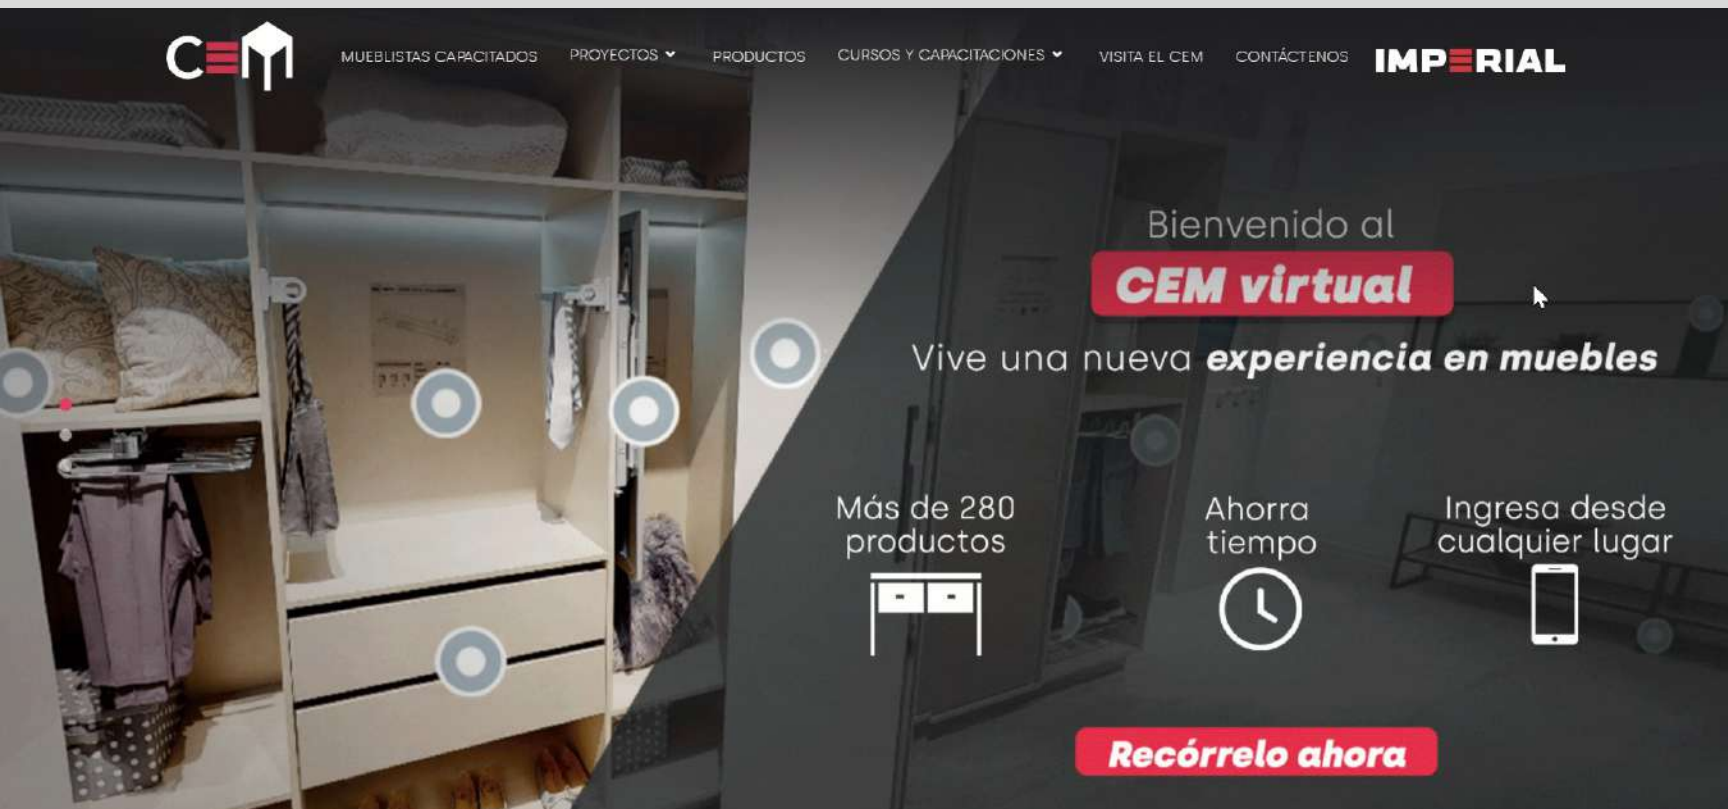 CEM
MUEBLISTAS CAPACITADOS
PROYECTOS
PRODUCTOS
CURSOS Y CAPACITACIONES
VISITA EL CEM
CONTÁCTENOS
IMPERIAL
Bienvenido al
CEM virtual
Vive una nueva experiencia en muebles
Más de 280
productos
Ahorra
tiempo
Ingresa desde
cualquier lugar
Recórrelo ahora